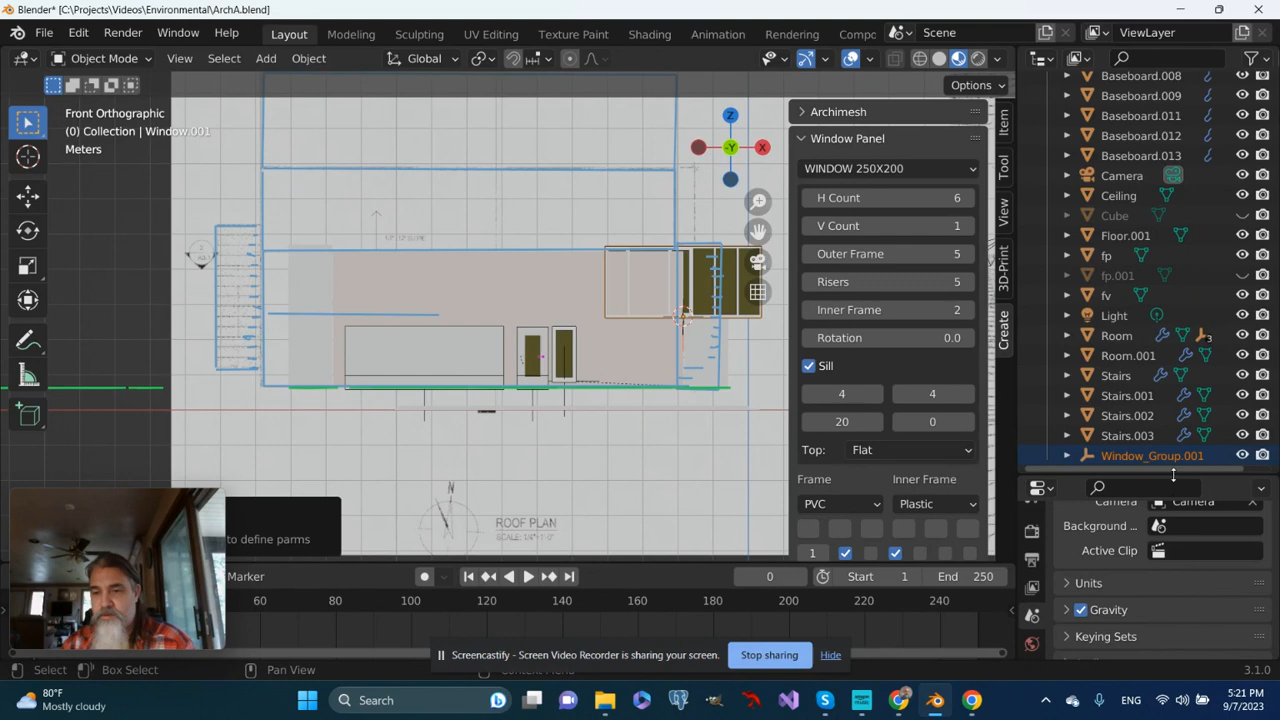 Blender* [C:\Projects\Videos\Environmental\ArchA.blend]
File Edit Render Window Help Layout Modeling Sculpting UV Editing Texture Paint Shading Animation Rendering Compo Scene ViewLayer
Object Mode View Select Add Object Global
Options
Front Orthographic
(0) Collection | Window.001
Meters
Z
Y
X
Archimesh
Window Panel
WINDOW 250X200
H Count 6
V Count 1
Outer Frame 5
Risers 5
Inner Frame 2
Rotation 0.0
Sill
4 4
20 0
Top: Flat
Frame Inner Frame
PVC Plastic
1
Item
Tool
View
3D-Print
Create
Baseboard.008
Baseboard.009
Baseboard.011
Baseboard.012
Baseboard.013
Camera
Ceiling
Cube
Floor.001
fp
fp.001
fv
Light
Room 3
Room.001
Stairs
Stairs.001
Stairs.002
Stairs.003
Window_Group.001
Camera Camera
Background ...
Active Clip
Units
Gravity
Keying Sets
N
ROOF PLAN
SCALE: 1/4"=1'-0"
to define parms
Marker 0 Start 1 End 250
60 80 100 120 140 160 180 200 220 240
Screencastify - Screen Video Recorder is sharing your screen. Stop sharing Hide
Select Box Select Pan View 3.1.0
80°F
Mostly cloudy
Search
ENG
5:21 PM
9/7/2023